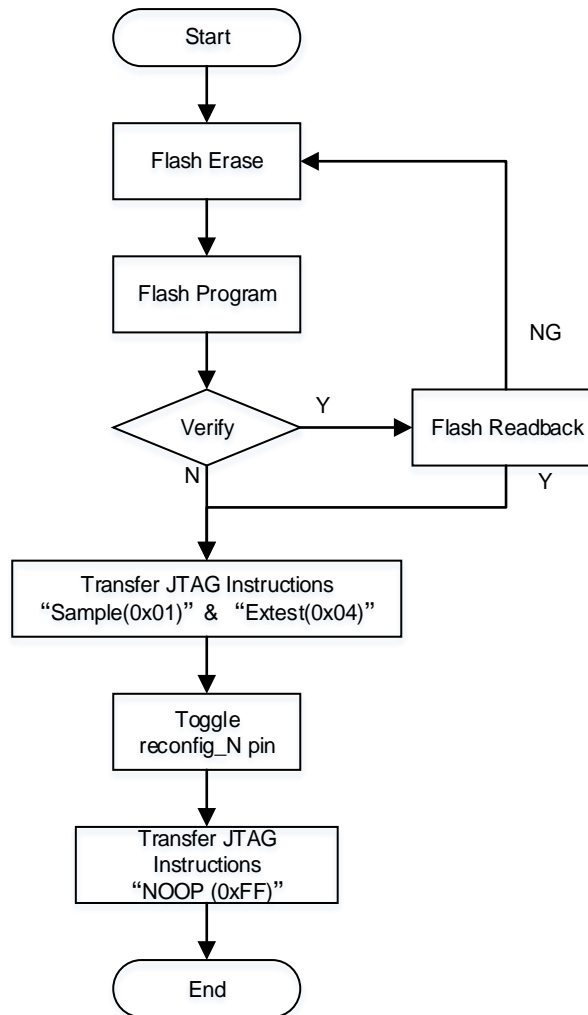 Start
Flash Erase
Flash Program
NG
Y
Verify
Flash Readback
N
Y
Transfer JTAG Instructions
“Sample(0x01)” & “Extest(0x04)”
Toggle
reconfig_N pin
Transfer JTAG
Instructions
“NOOP (0xFF)”
End